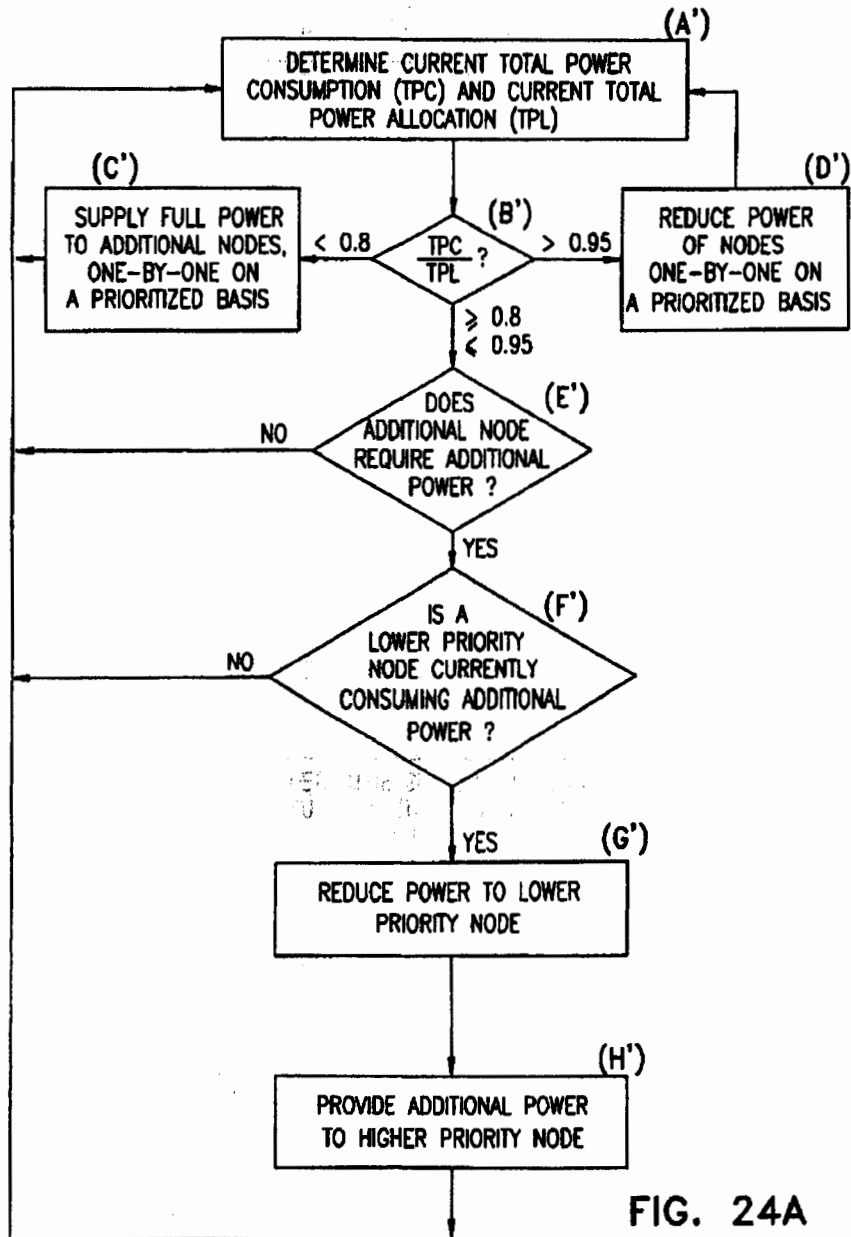 (A')
DETERMINE CURRENT TOTAL POWER
CONSUMPTION (TPC) AND CURRENT TOTAL
POWER ALLOCATION (TPL)
(C')
SUPPLY FULL POWER
TO ADDITIONAL NODES,
ONE-BY-ONE ON
A PRIORITIZED BASIS
< 0.8
(B')
TPC
TPL ?
> 0.95
(D')
REDUCE POWER
OF NODES
ONE-BY-ONE ON
A PRIORITIZED BASIS
⩾ 0.8
⩽ 0.95
(E')
DOES
ADDITIONAL NODE
REQUIRE ADDITIONAL
POWER ?
NO
YES
(F')
IS A
LOWER PRIORITY
NODE CURRENTLY
CONSUMING ADDITIONAL
POWER ?
NO
YES
(G')
REDUCE POWER TO LOWER
PRIORITY NODE
(H')
PROVIDE ADDITIONAL POWER
TO HIGHER PRIORITY NODE
FIG. 24A